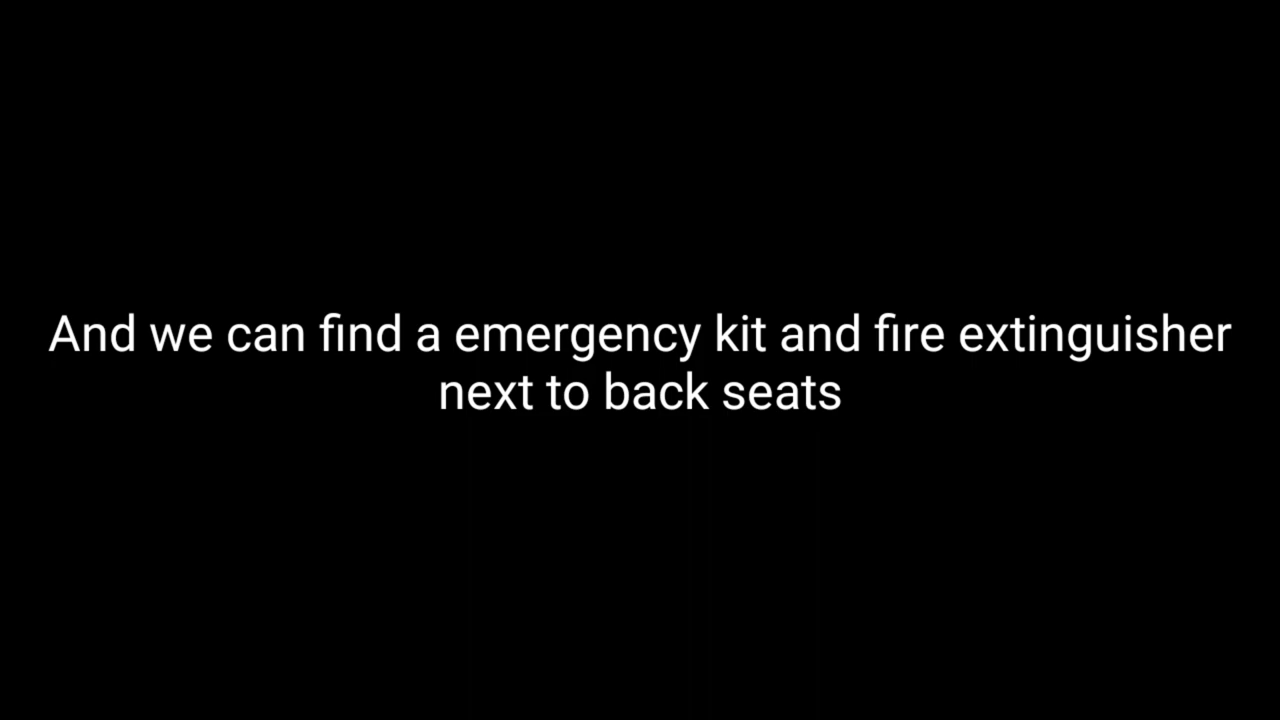 And we can find a emergency kit and fire extinguisher
next to back seats